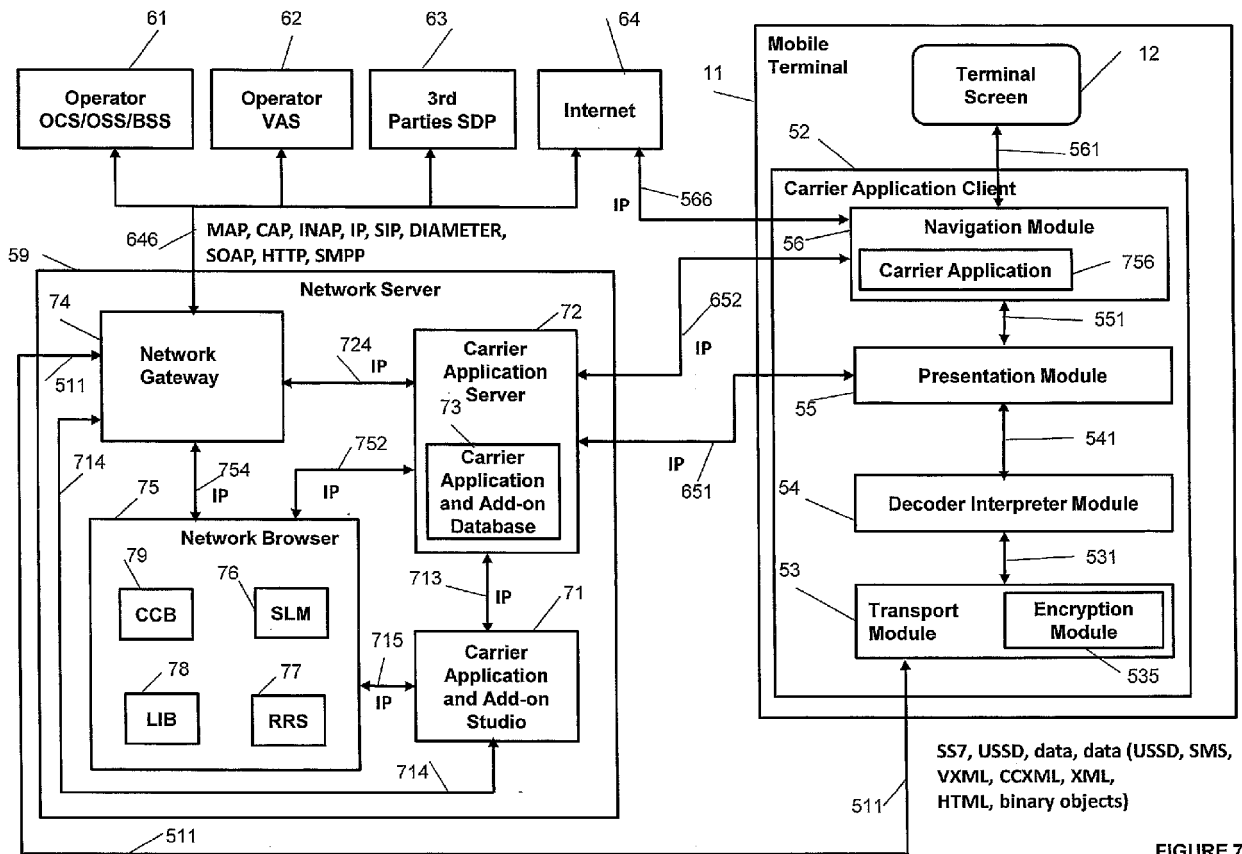 61
62
63
64
Operator
OCS/OSS/BSS
Operator
VAS
3rd
Parties SDP
Internet
11
Mobile
Terminal
Terminal
Screen
12
52
561
Carrier Application Client
IP
566
56
Navigation Module
Carrier Application
756
646
MAP, CAP, INAP, IP, SIP, DIAMETER,
SOAP, HTTP, SMPP
59
Network Server
74
Network
Gateway
511
724
IP
72
Carrier
Application
Server
73
Carrier
Application
and Add-on
Database
652
IP
551
Presentation Module
55
IP
651
541
54
Decoder Interpreter Module
531
53
Transport
Module
Encryption
Module
535
714
754
IP
752
IP
75
Network Browser
79
CCB
76
SLM
78
LIB
77
RRS
713
IP
71
715
IP
Carrier
Application
and Add-on
Studio
714
511
511
SS7, USSD, data, data (USSD, SMS,
VXML, CCXML, XML,
HTML, binary objects)
FIGURE 7